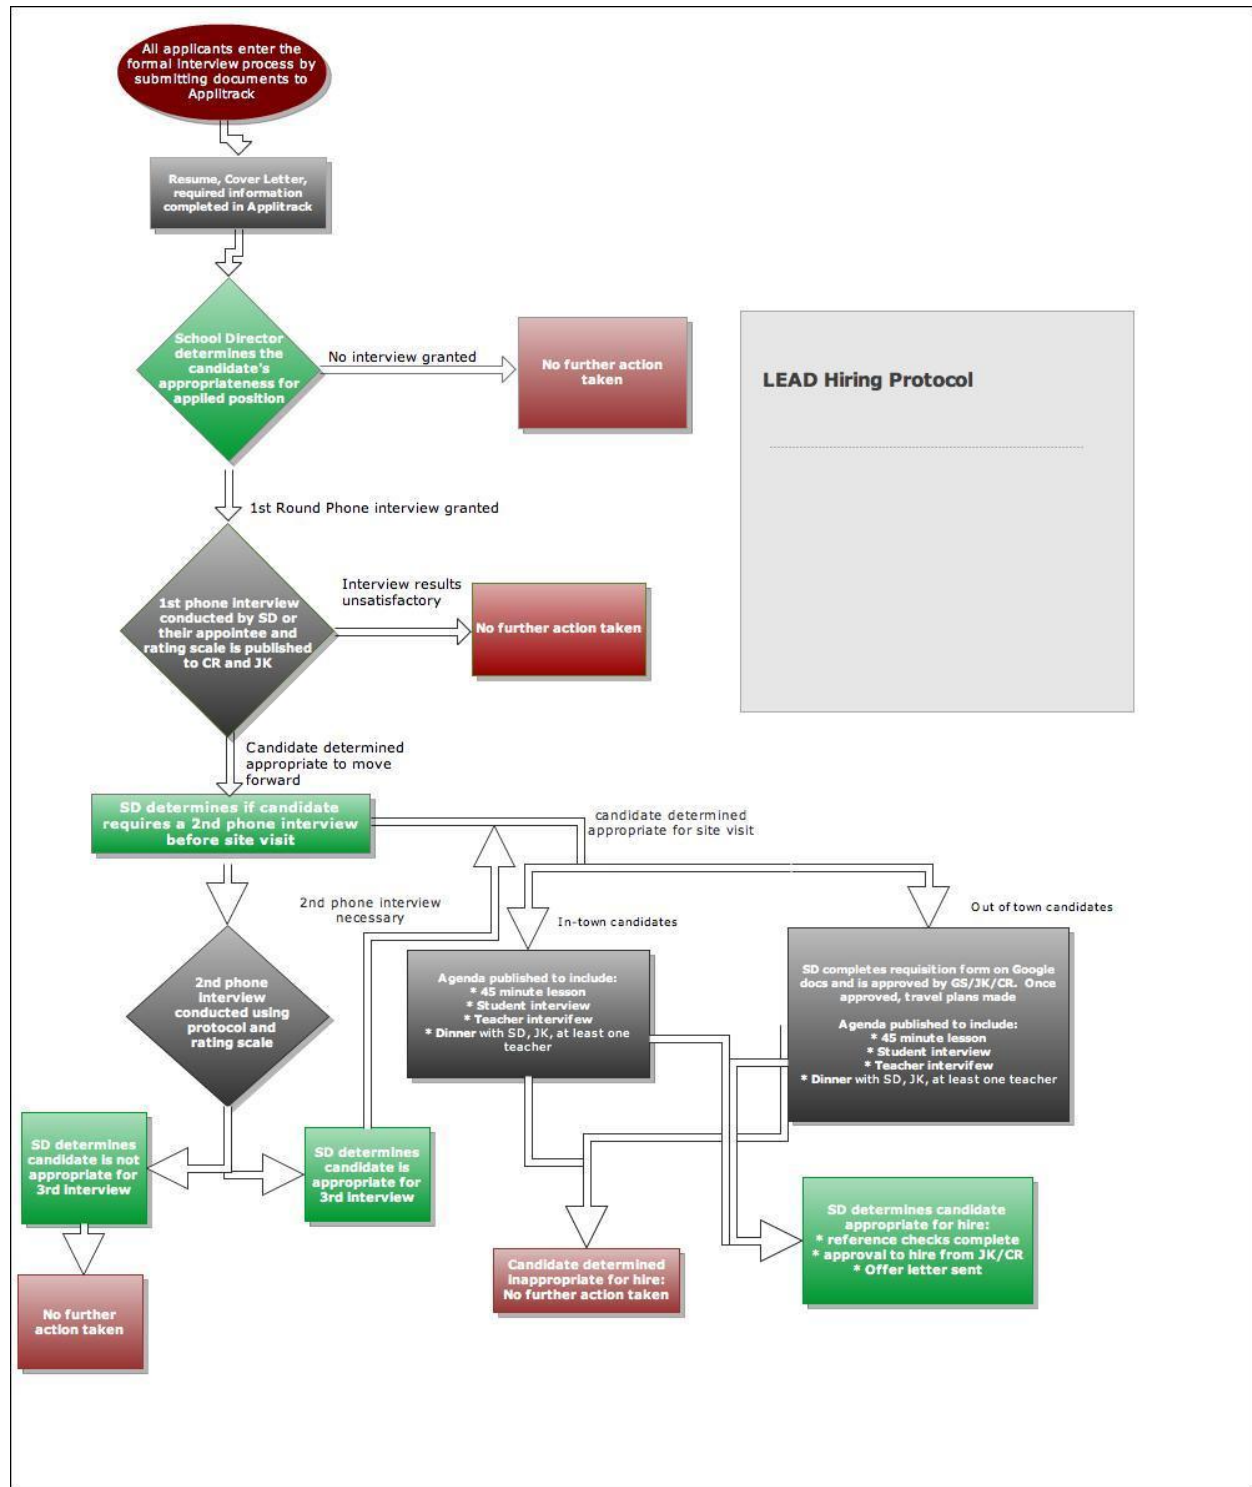 All applicants enter the
formal interview process by
submitting documents to
Applitrack
Resume, Cover Letter,
required information
completed in Applitrack
School Director
determines the
candidate's
appropriateness for
applied position
No interview granted
No further action
taken
LEAD Hiring Protocol
1st Round Phone interview granted
1st phone interview
conducted by SD or
their appointee and
rating scale is published
to CR and JK
Interview results
unsatisfactory
No further action taken
Candidate determined
appropriate to move
forward
SD determines if candidate
requires a 2nd phone interview
before site visit
candidate determined
appropriate for site visit
2nd phone interview
necessary
In-town candidates
Out of town candidates
2nd phone
interview
conducted using
protocol and
rating scale
Agenda published to include:
* 45 minute lesson
* Student interview
* Teacher intervifew
* Dinner with SD, JK, at least one
teacher
SD completes requisition form on Google
docs and is approved by GS/JK/CR.  Once
approved, travel plans made
Agenda published to include:
* 45 minute lesson
* Student interview
* Teacher intervifew
* Dinner with SD, JK, at least one teacher
SD determines
candidate is not
appropriate for
3rd interview
SD determines
candidate is
appropriate for
3rd interview
No further
action taken
Candidate determined
inappropriate for hire:
No further action taken
SD determines candidate
appropriate for hire:
* reference checks complete
* approval to hire from JK/CR
* Offer letter sent